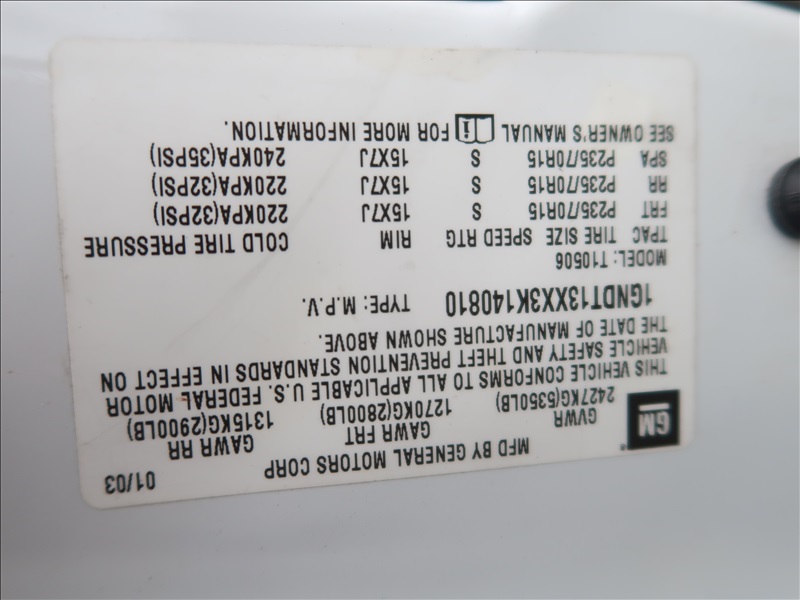 MFD BY GENERAL MOTORS CORP 01/03
GM GVWR GAWR FRT GAWR RR
2427KG(5350LB) 1270KG(2800LB) 1315KG(2900LB)
THIS VEHICLE CONFORMS TO ALL APPLICABLE U.S. FEDERAL MOTOR
VEHICLE SAFETY AND THEFT PREVENTION STANDARDS IN EFFECT ON
THE DATE OF MANUFACTURE SHOWN ABOVE.
1GNDT13XX3K140810 TYPE: M.P.V.
MODEL: T10506
TPAC TIRE SIZE SPEED RTG RIM COLD TIRE PRESSURE
FRT P235/70R15 S 15X7J 220KPA(32PSI)
RR P235/70R15 S 15X7J 220KPA(32PSI)
SPA P235/70R15 S 15X7J 240KPA(35PSI)
SEE OWNER'S MANUAL i FOR MORE INFORMATION.